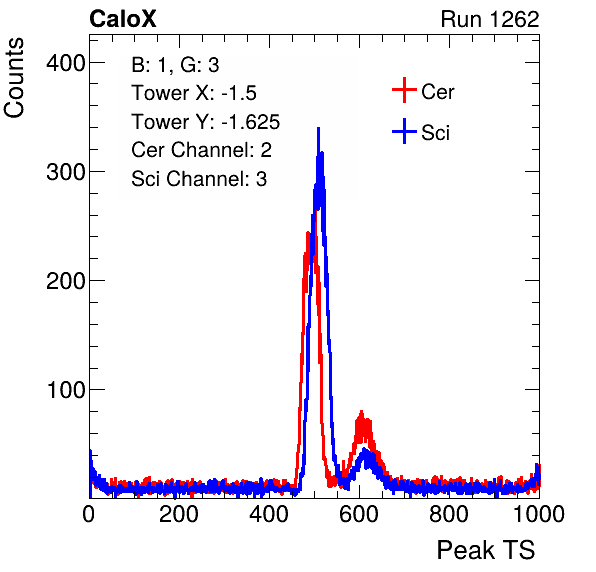 CaloX Run 1262
Counts
400
300
200
100
B: 1, G: 3
Tower X: -1.5
Tower Y: -1.625
Cer Channel: 2
Sci Channel: 3
Cer
Sci
0 200 400 600 800 1000
Peak TS